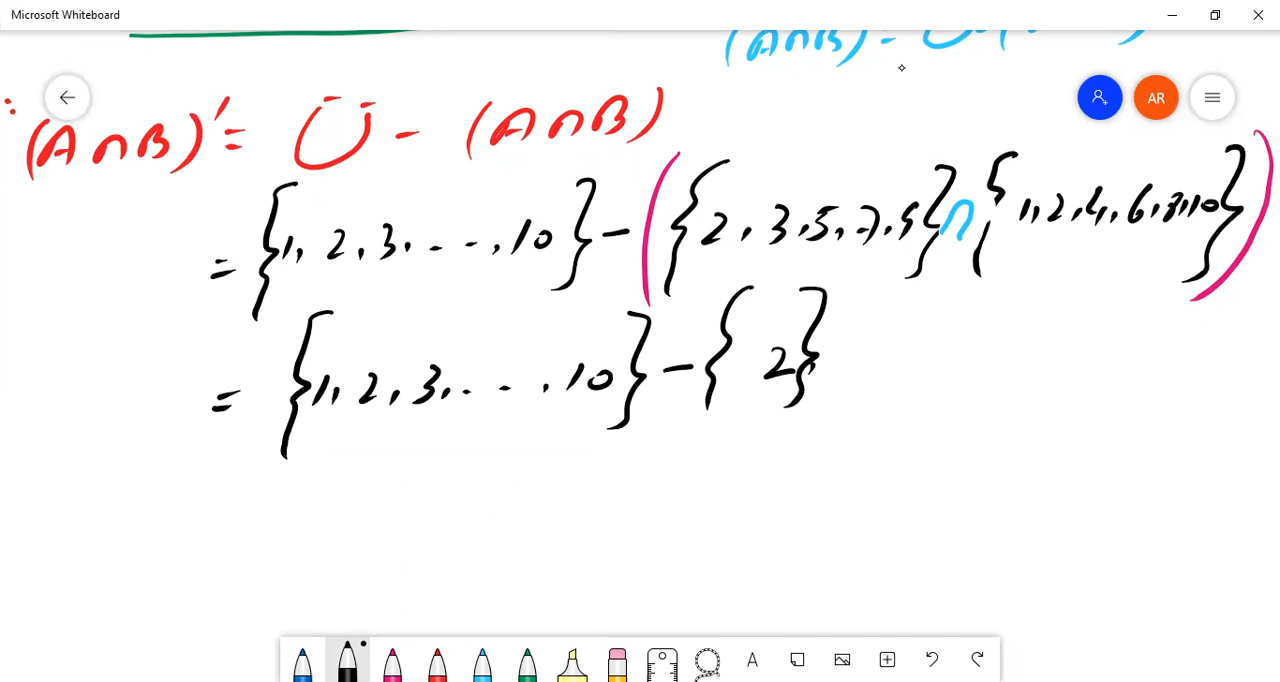 Microsoft Whiteboard
(A∩B)' = U - (
AR
(A∩B)' = U - (A∩B)
= {1, 2, 3, ..., 10} - ({2, 3, 5, 7, 9} ∩ {1, 2, 4, 6, 8, 10})
= {1, 2, 3, ..., 10} - {2}
A